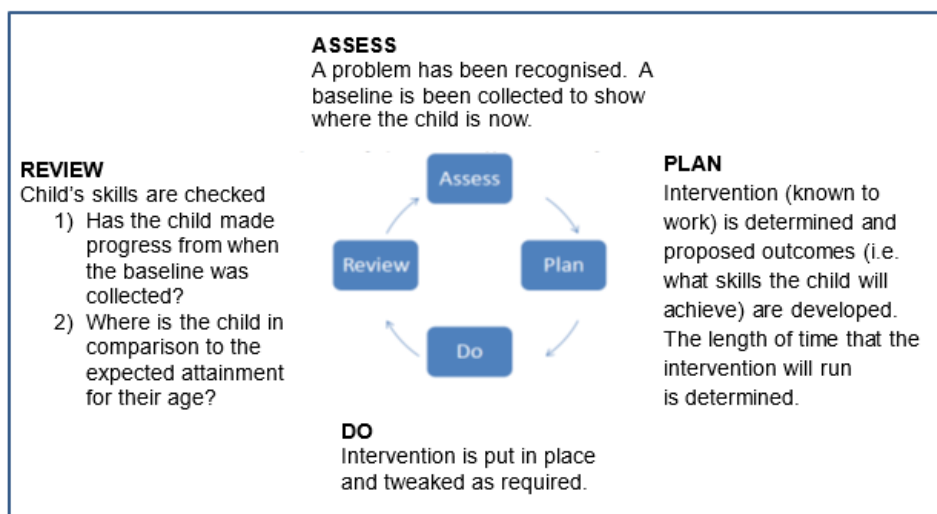 ASSESS
A problem has been recognised.  A
baseline is been collected to show
where the child is now.
REVIEW
Child's skills are checked
1) Has the child made
progress from when
the baseline was
collected?
2) Where is the child in
comparison to the
expected attainment
for their age?
Assess
Review
Plan
Do
PLAN
Intervention (known to
work) is determined and
proposed outcomes (i.e.
what skills the child will
achieve) are developed.
The length of time that the
intervention will run
is determined.
DO
Intervention is put in place
and tweaked as required.